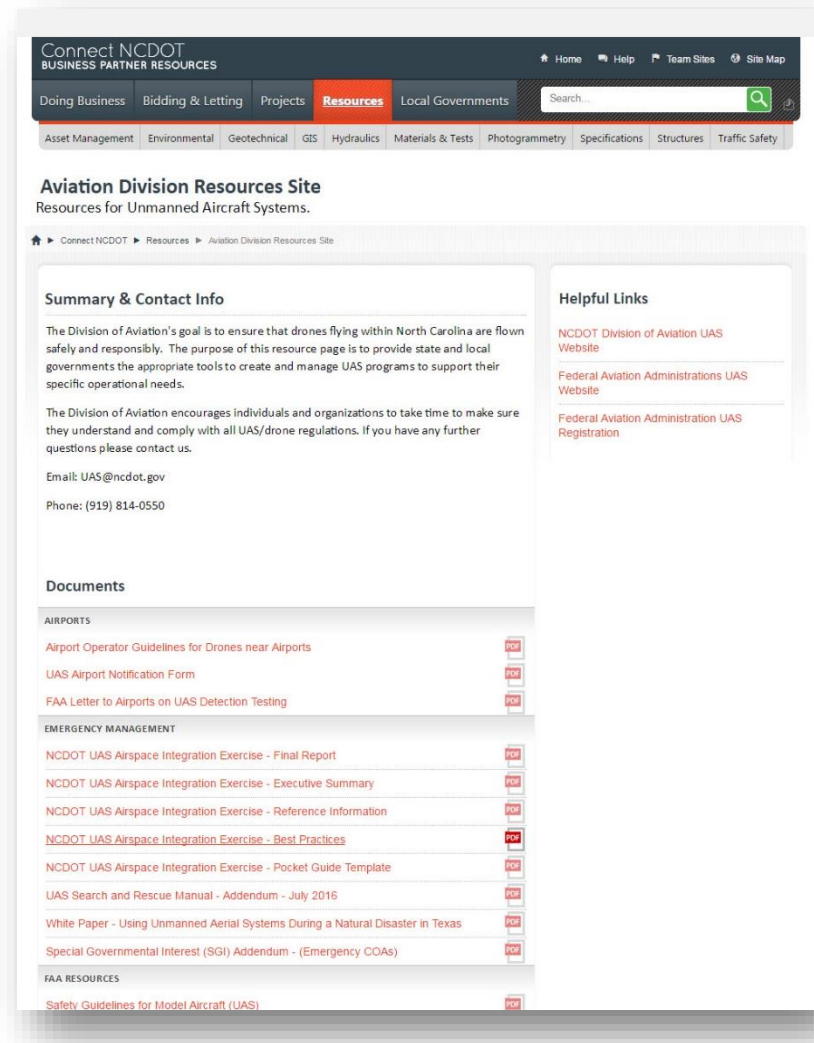 Connect NCDOT
BUSINESS PARTNER RESOURCES
Home Help Team Sites Site Map
Doing Business Bidding & Letting Projects Resources Local Governments Search...
Asset Management Environmental Geotechnical GIS Hydraulics Materials & Tests Photogrammetry Specifications Structures Traffic Safety
Aviation Division Resources Site
Resources for Unmanned Aircraft Systems.
Connect NCDOT ► Resources ► Aviation Division Resources Site
Summary & Contact Info
The Division of Aviation's goal is to ensure that drones flying within North Carolina are flown
safely and responsibly. The purpose of this resource page is to provide state and local
governments the appropriate tools to create and manage UAS programs to support their
specific operational needs.
The Division of Aviation encourages individuals and organizations to take time to make sure
they understand and comply with all UAS/drone regulations. If you have any further
questions please contact us.
Email: UAS@ncdot.gov
Phone: (919) 814-0550
Helpful Links
NCDOT Division of Aviation UAS
Website
Federal Aviation Administrations UAS
Website
Federal Aviation Administration UAS
Registration
Documents
AIRPORTS
Airport Operator Guidelines for Drones near Airports PDF
UAS Airport Notification Form PDF
FAA Letter to Airports on UAS Detection Testing PDF
EMERGENCY MANAGEMENT
NCDOT UAS Airspace Integration Exercise - Final Report PDF
NCDOT UAS Airspace Integration Exercise - Executive Summary PDF
NCDOT UAS Airspace Integration Exercise - Reference Information PDF
NCDOT UAS Airspace Integration Exercise - Best Practices PDF
NCDOT UAS Airspace Integration Exercise - Pocket Guide Template PDF
UAS Search and Rescue Manual - Addendum - July 2016 PDF
White Paper - Using Unmanned Aerial Systems During a Natural Disaster in Texas PDF
Special Governmental Interest (SGI) Addendum - (Emergency COAs) PDF
FAA RESOURCES
Safety Guidelines for Model Aircraft (UAS) PDF